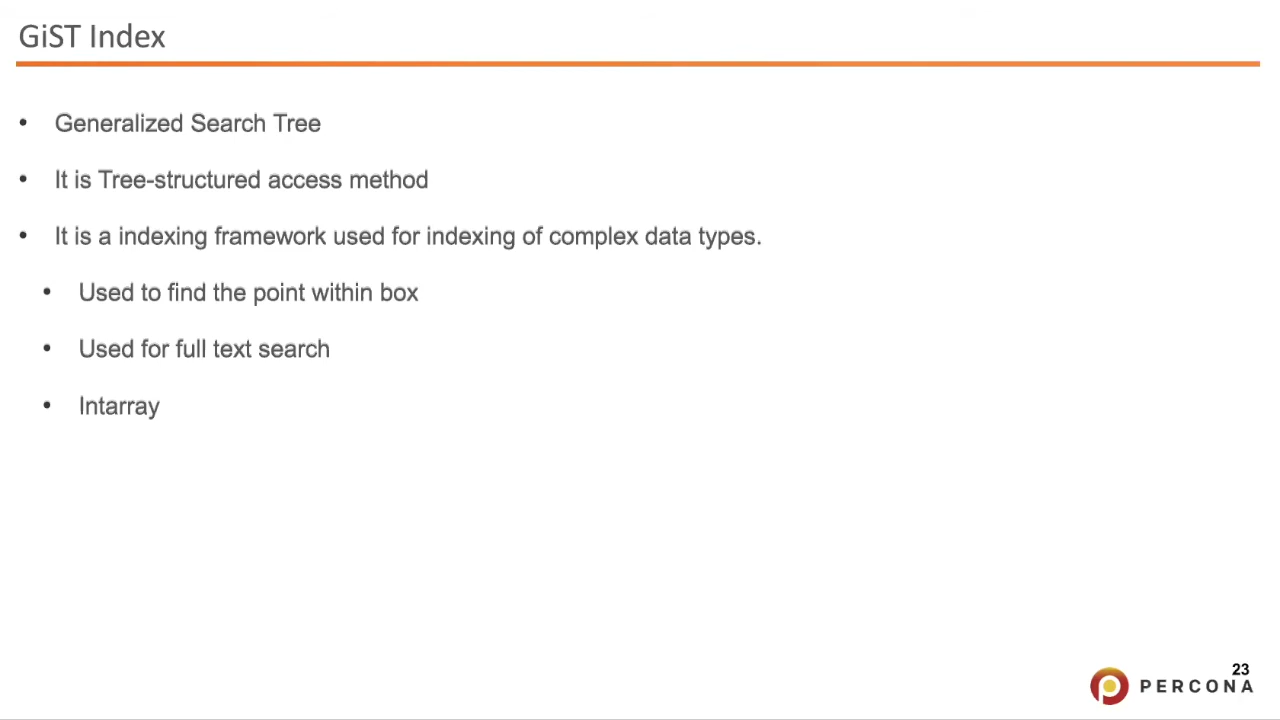 GiST Index
• Generalized Search Tree
• It is Tree-structured access method
• It is a indexing framework used for indexing of complex data types.
• Used to find the point within box
• Used for full text search
• Intarray
23
PERCONA